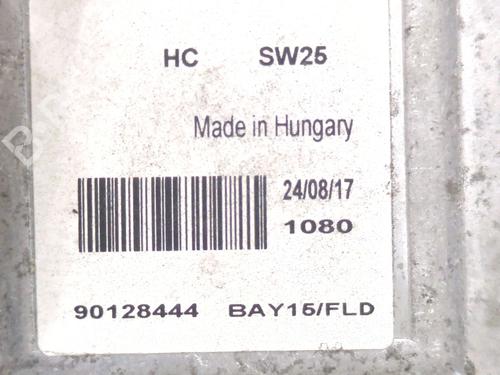 HC SW25
Made in Hungary
24/08/17
1080
90128444 BAY15/FLD